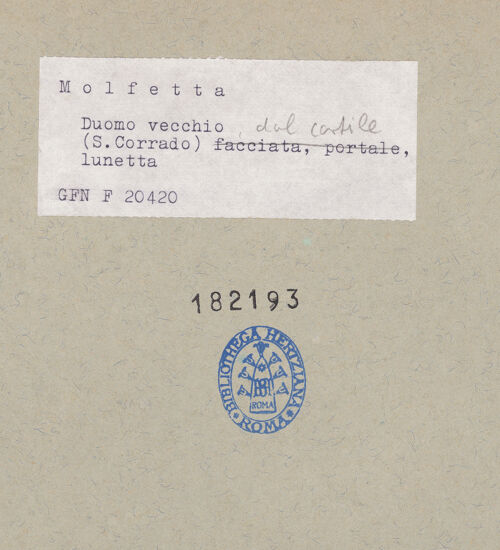 Molfetta
Duomo vecchio, dal cortile
(S.Corrado) facciata, portale,
lunetta
GFN F 20420
182193
BIBLIOTHECA HERTZIANA
ROMA
ROMA